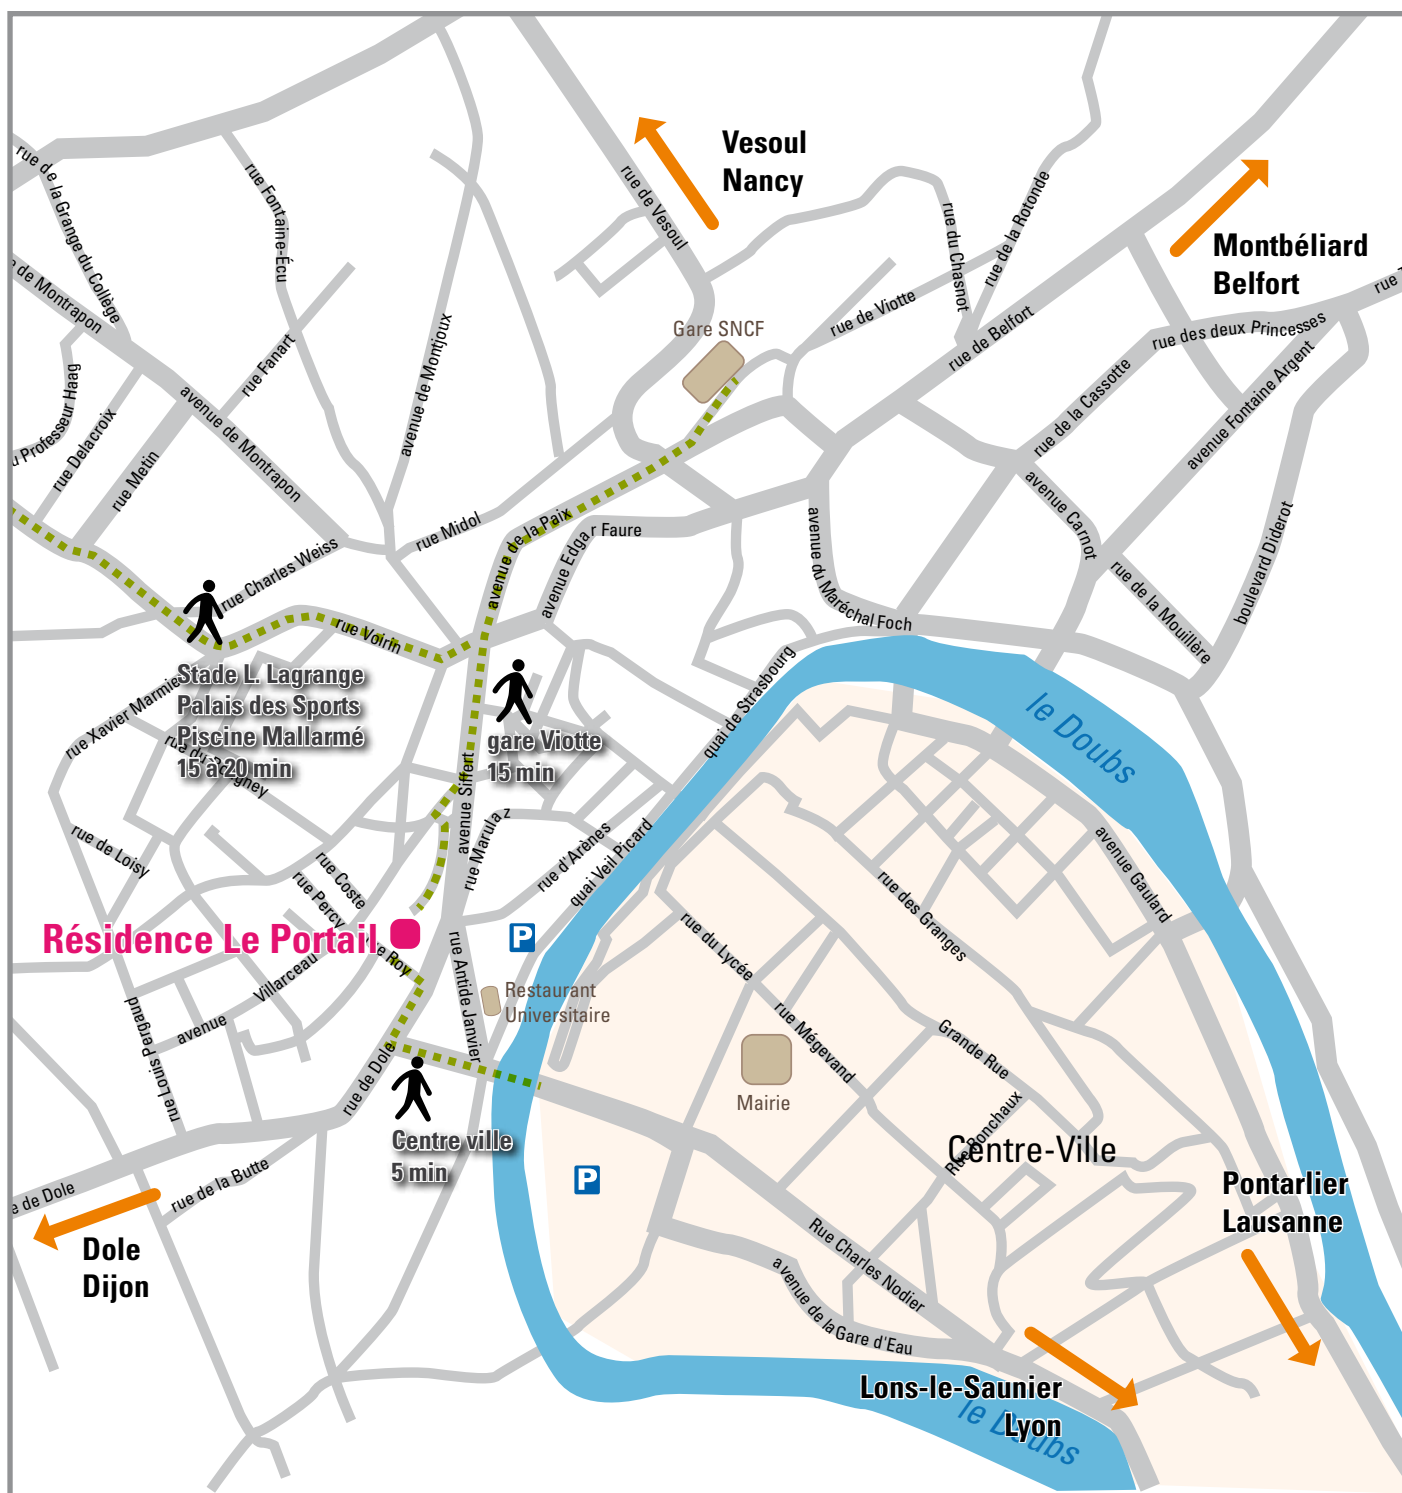 Vesoul
Nancy
Montbéliard
Belfort
rue de la Grange du Collège
rue Fontaine-Écu
rue de Vesoul
rue du Chasnot
rue de la Rotonde
e de Montrapon
rue Fanart
avenue de Montjoux
Gare SNCF
rue de Viotte
rue de Belfort
rue des deux Princesses
rue
u Professeur Haag
rue Delacroix
rue Metin
avenue de Montrapon
rue de la Cassotte
avenue Fontaine Argent
rue Midol
avenue de la Paix
avenue Edgar Faure
avenue du Maréchal Foch
avenue Carnot
rue de la Mouillère
boulevard Diderot
rue Charles Weiss
rue Voirin
Stade L. Lagrange
Palais des Sports
Piscine Mallarmé
15 à 20 min
rue Xavier Marmier
gare Viotte
15 min
quai de Strasbourg
le Doubs
avenue Siffert
rue Marulaz
rue d'Arènes
quai Veil Picard
avenue Gaulard
rue de Loisy
rue Coste
rue Percy
rue Roy
Résidence Le Portail
P
rue des Granges
rue du Lycée
avenue Villarceau
rue Antide Janvier
Restaurant
Universitaire
rue Mégevand
Grande Rue
rue Louis Pergaud
rue de Dole
Mairie
Rue Ronchaux
Centre-Ville
Centre ville
5 min
P
e de Dole
rue de la Butte
Pontarlier
Lausanne
Dole
Dijon
Rue Charles Nodier
avenue de la Gare d'Eau
Lons-le-Saunier
Lyon
le Doubs